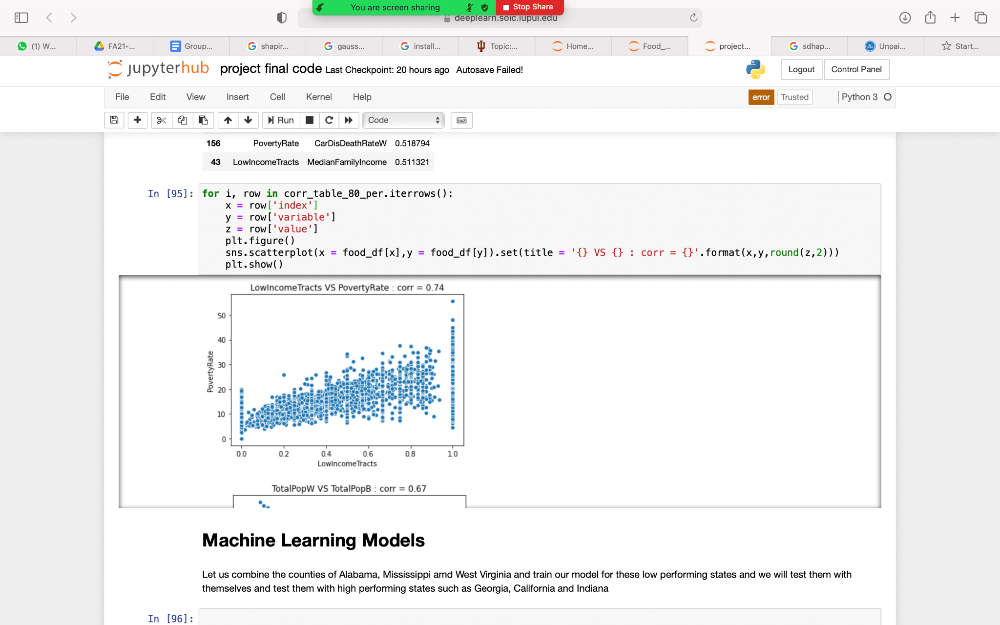 You are screen sharing
Stop Share
deeplearn.soic.iupui.edu
(1) W...
FA21-...
Group...
shapir...
gauss...
install...
Topic:...
Home...
Food_...
project...
sdhap...
Unpai...
Start...
jupyterhub project final code Last Checkpoint: 20 hours ago Autosave Failed!
Logout
Control Panel
File Edit View Insert Cell Kernel Help
error
Trusted
Python 3
Run
Code
156 PovertyRate CarDisDeathRateW 0.518794
43 LowIncomeTracts MedianFamilyIncome 0.511321
In [95]:
for i, row in corr_table_80_per.iterrows():
    x = row['index']
    y = row['variable']
    z = row['value']
    plt.figure()
    sns.scatterplot(x = food_df[x],y = food_df[y]).set(title = '{} VS {} : corr = {}'.format(x,y,round(z,2)))
    plt.show()
LowIncomeTracts VS PovertyRate : corr = 0.74
50
40
30
20
10
0
PovertyRate
0.0 0.2 0.4 0.6 0.8 1.0
LowIncomeTracts
TotalPopW VS TotalPopB : corr = 0.67
Machine Learning Models
Let us combine the counties of Alabama, Mississippi amd West Virginia and train our model for these low performing states and we will test them with
themselves and test them with high performing states such as Georgia, California and Indiana
In [96]: